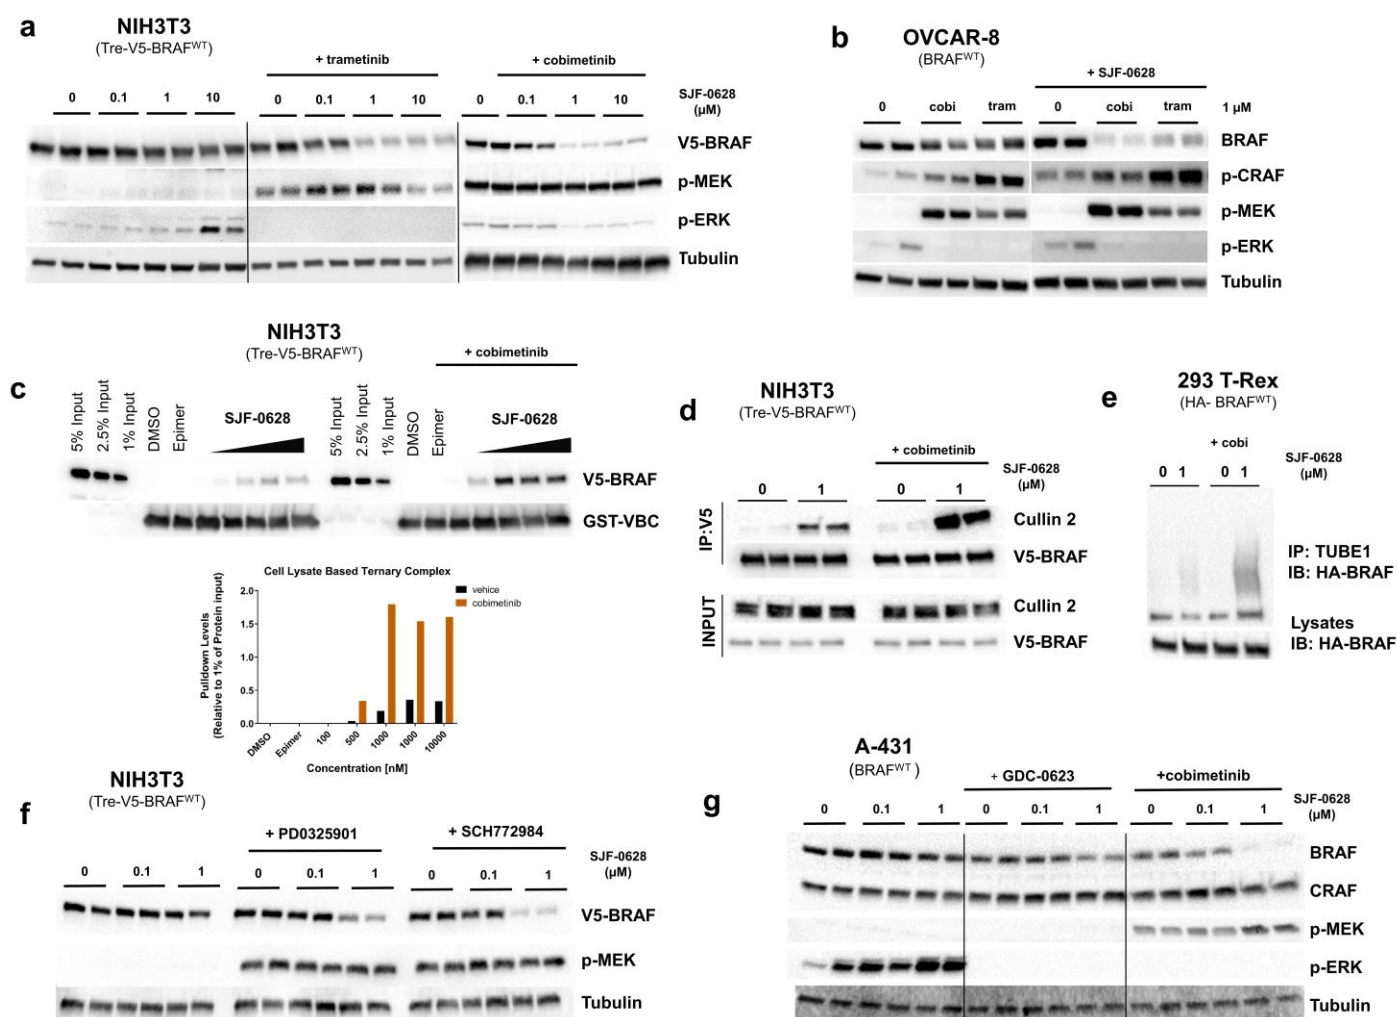 a
NIH3T3
(Tre-V5-BRAFWT)
+ trametinib
+ cobimetinib
0 0.1 1 10 0 0.1 1 10 0 0.1 1 10
SJF-0628
(µM)
V5-BRAF
p-MEK
p-ERK
Tubulin
b
OVCAR-8
(BRAFWT)
+ SJF-0628
0 cobi tram 0 cobi tram 1 µM
BRAF
p-CRAF
p-MEK
p-ERK
Tubulin
c
NIH3T3
(Tre-V5-BRAFWT)
+ cobimetinib
5% Input
2.5% Input
1% Input
DMSO
Epimer
SJF-0628
5% Input
2.5% Input
1% Input
DMSO
Epimer
SJF-0628
V5-BRAF
GST-VBC
Cell Lysate Based Ternary Complex
vehicle
cobimetinib
Pulldown Levels
(Relative to 1% of Protein input)
2.0
1.5
1.0
0.5
0.0
DMSO Epimer 100 500 1000 1000 10000
Concentration [nM]
d
NIH3T3
(Tre-V5-BRAFWT)
+ cobimetinib
0 1 0 1
SJF-0628
(µM)
IP:V5
Cullin 2
V5-BRAF
INPUT
Cullin 2
V5-BRAF
e
293 T-Rex
(HA- BRAFWT)
+ cobi
0 1 0 1
SJF-0628
(µM)
IP: TUBE1
IB: HA-BRAF
Lysates
IB: HA-BRAF
f
NIH3T3
(Tre-V5-BRAFWT)
+ PD0325901
+ SCH772984
0 0.1 1 0 0.1 1 0 0.1 1
SJF-0628
(µM)
V5-BRAF
p-MEK
Tubulin
g
A-431
(BRAFWT )
+ GDC-0623
+cobimetinib
0 0.1 1 0 0.1 1 0 0.1 1
SJF-0628
(µM)
BRAF
CRAF
p-MEK
p-ERK
Tubulin